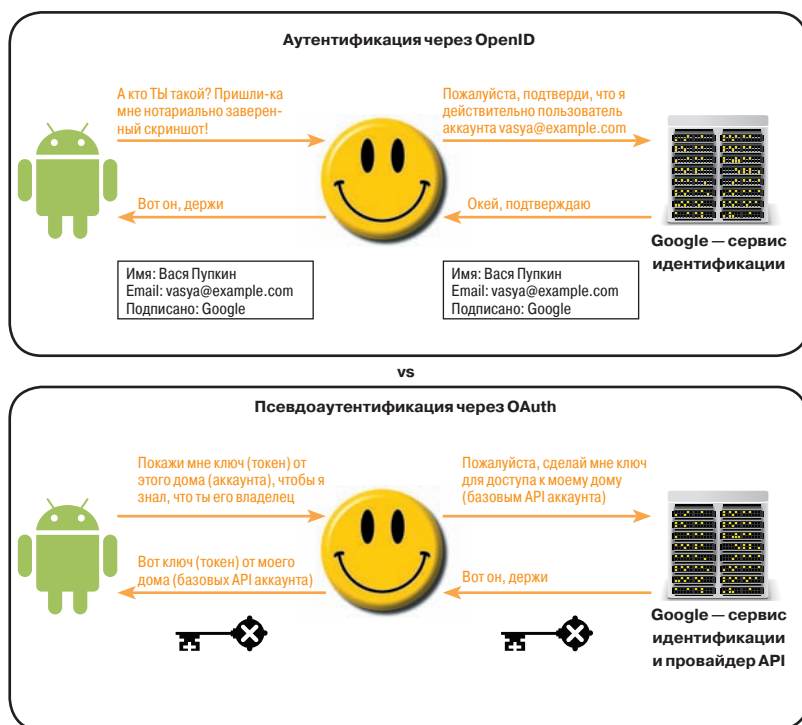 Аутентификация через OpenID
А кто ТЫ такой? Пришли-ка
мне нотариально заверен-
ный скриншот!
Пожалуйста, подтверди, что я
действительно пользователь
аккаунта vasya@example.com
Вот он, держи
Окей, подтверждаю
Google — сервис
идентификации
Имя: Вася Пупкин
Email: vasya@example.com
Подписано: Google
Имя: Вася Пупкин
Email: vasya@example.com
Подписано: Google
vs
Псевдоаутентификация через OAuth
Покажи мне ключ (токен) от
этого дома (аккаунта), чтобы я
знал, что ты его владелец
Пожалуйста, сделай мне ключ
для доступа к моему дому
(базовым API аккаунта)
Вот ключ (токен) от моего
дома (базовых API аккаунта)
Вот он, держи
Google — сервис
идентификации
и провайдер API